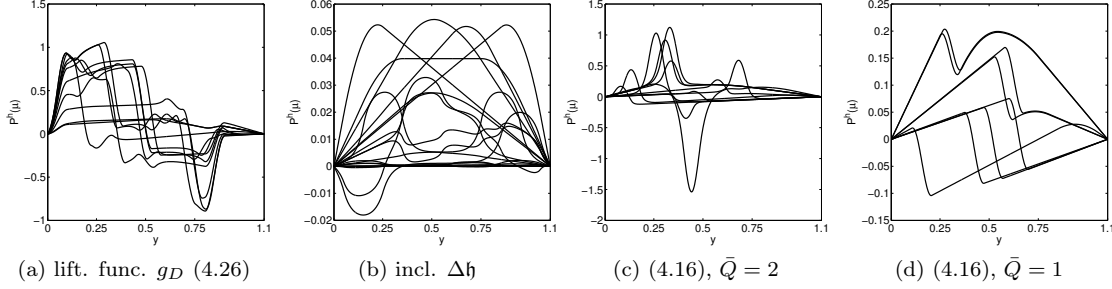 1.5
1
0.5
0
−0.5
−1
0 0.25 0.5 0.75 1.1
y
P^h(μ)
(a) lift. func. g_D (4.26)
0.06
0.05
0.04
0.03
0.02
0.01
0
−0.01
−0.02
0 0.25 0.5 0.75 1.1
y
P^h(μ)
(b) incl. Δ𝔥
1.5
1
0.5
0
−0.5
−1
−1.5
−2
0 0.25 0.5 0.75 1.1
y
P^h(μ)
(c) (4.16), Q̄ = 2
0.25
0.2
0.15
0.1
0.05
0
−0.05
−0.1
−0.15
0 0.25 0.5 0.75 1.1
y
P^h(μ)
(d) (4.16), Q̄ = 1